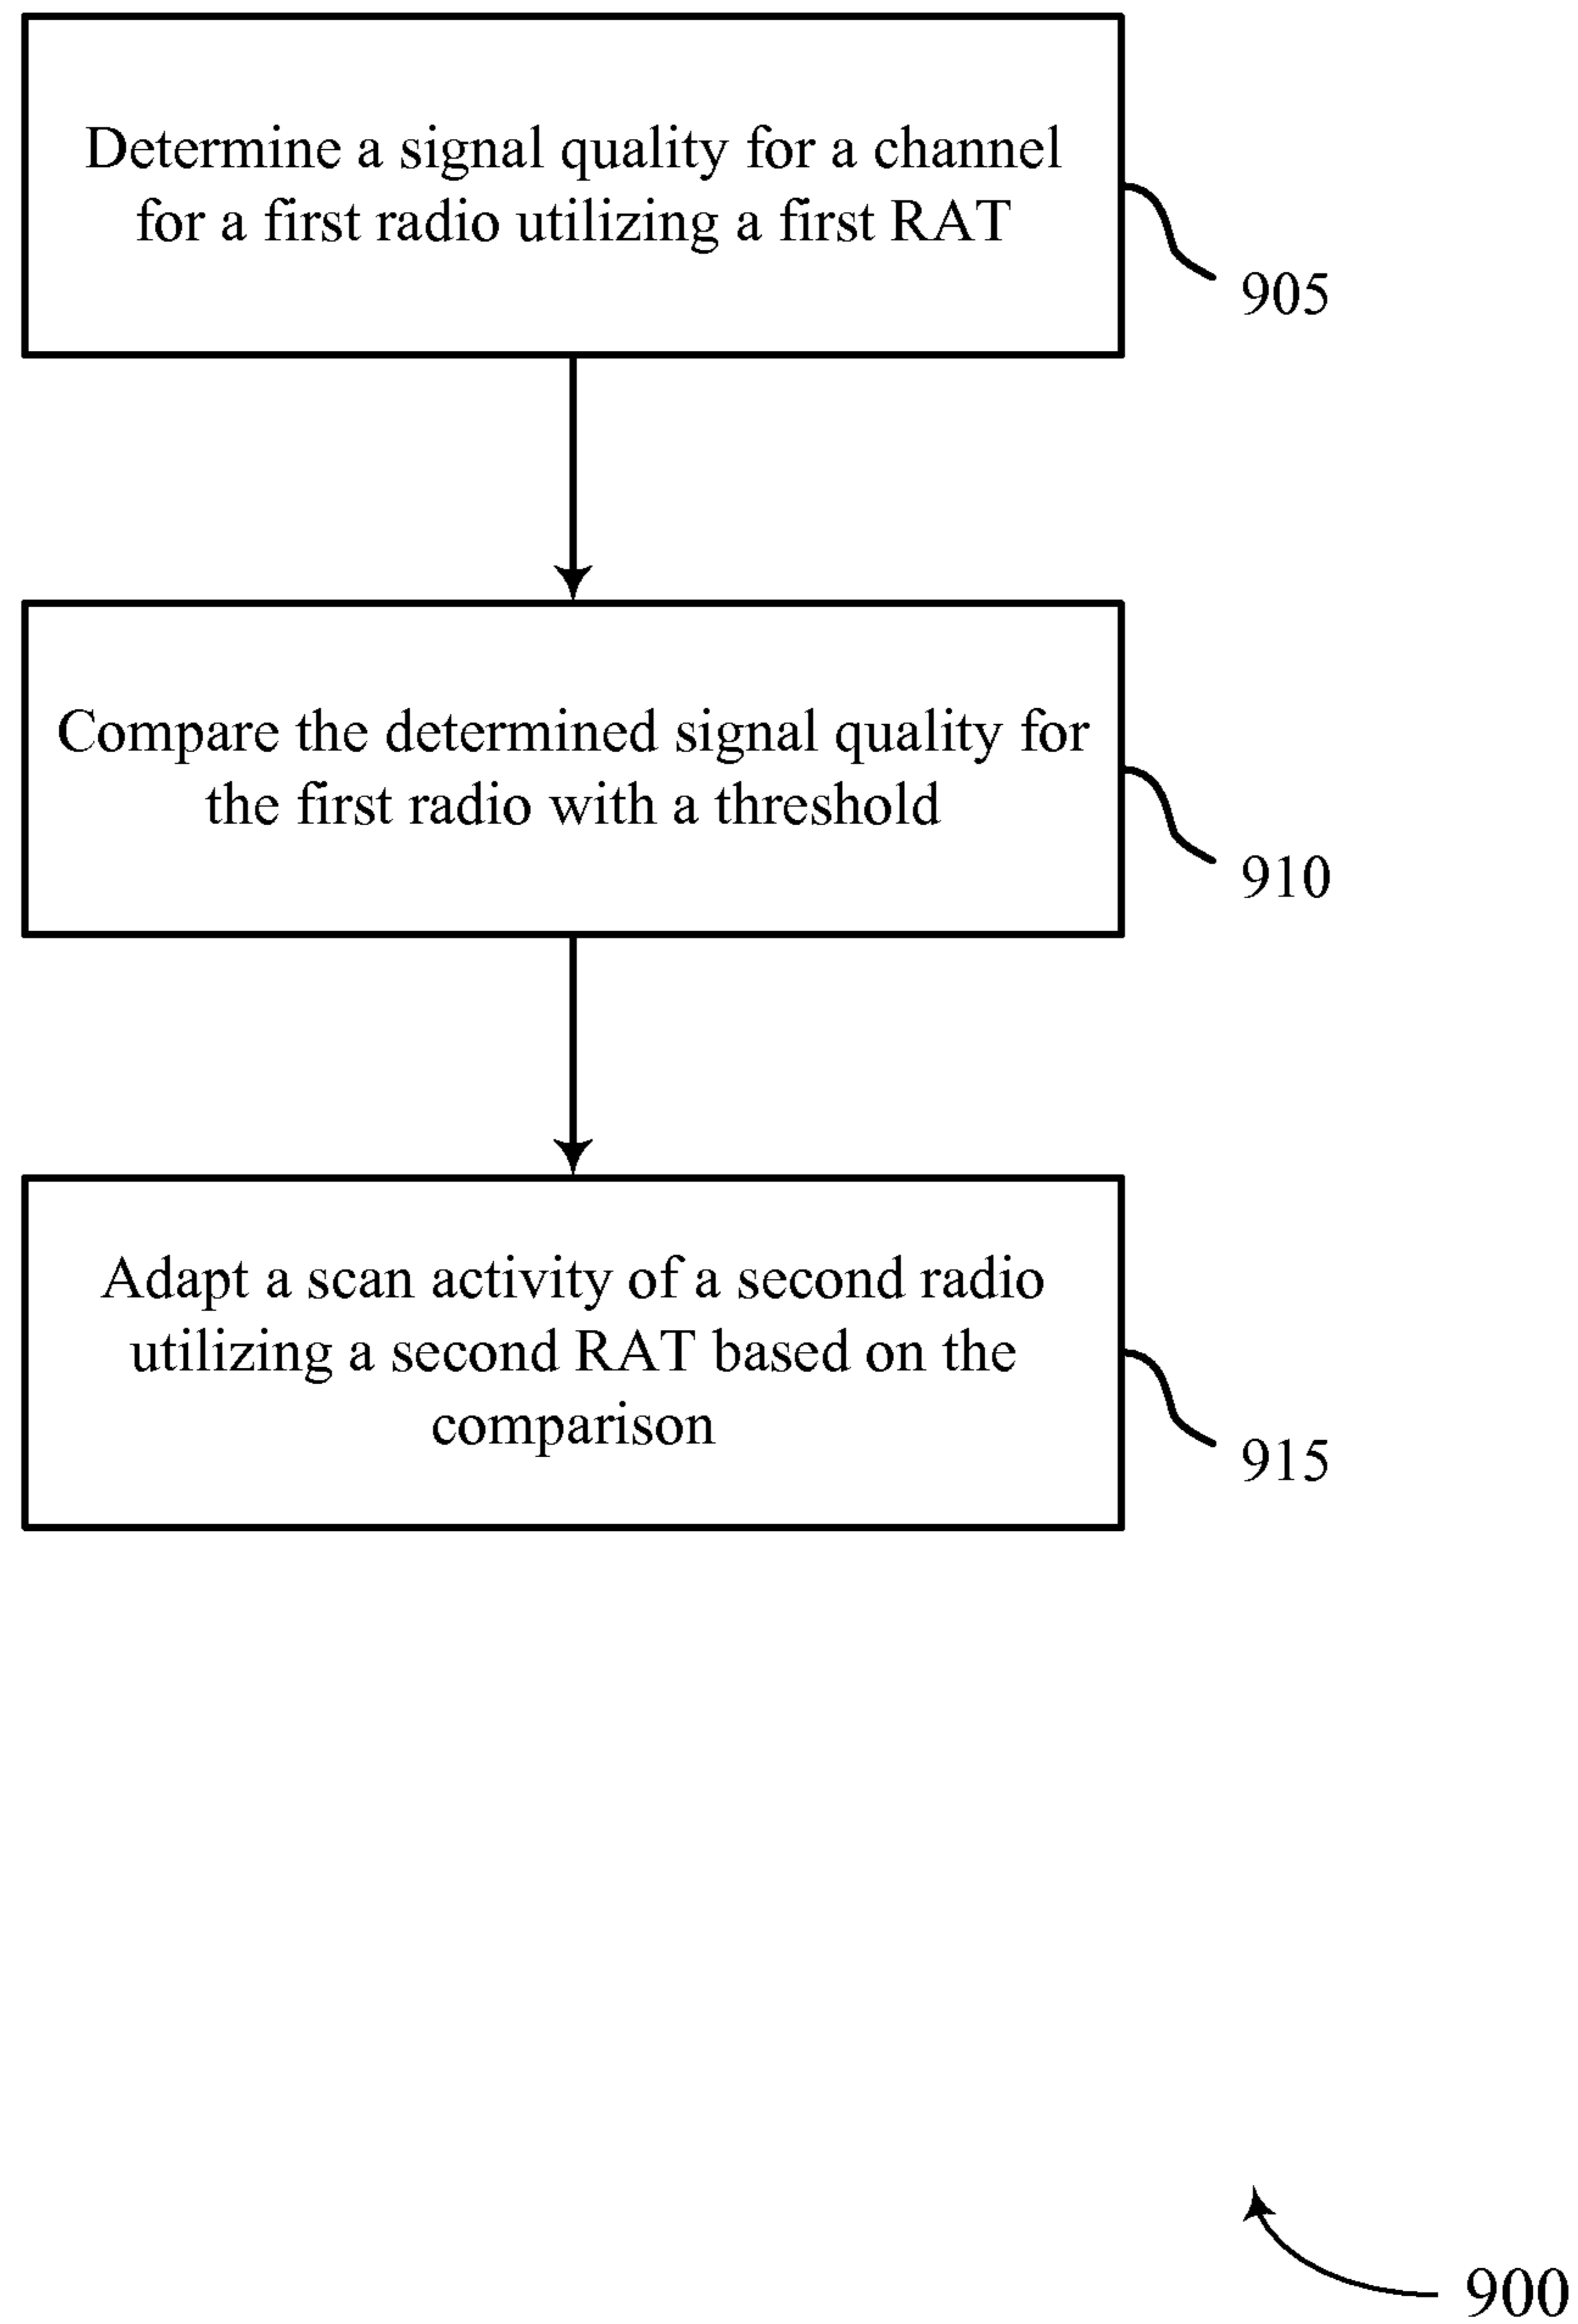 Determine a signal quality for a channel
for a first radio utilizing a first RAT
905
Compare the determined signal quality for
the first radio with a threshold
910
Adapt a scan activity of a second radio
utilizing a second RAT based on the
comparison
915
900